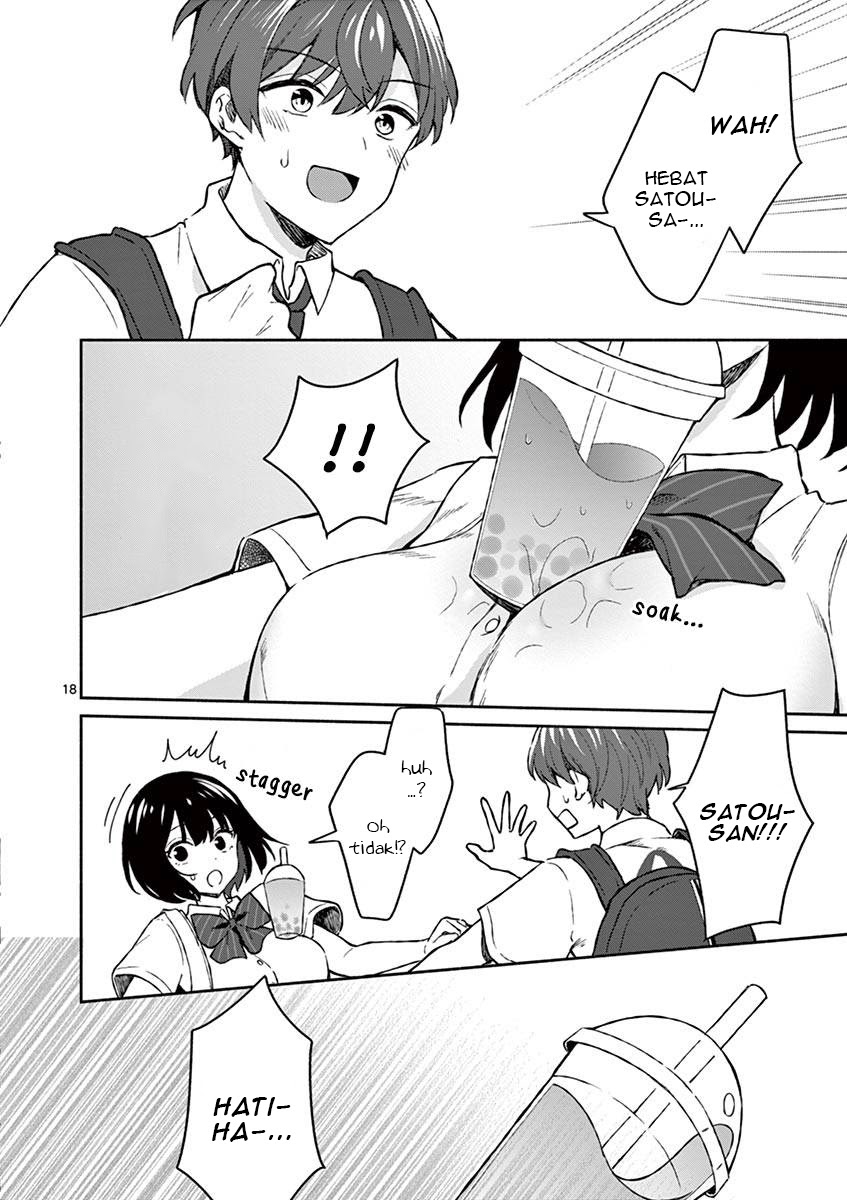 WAH!
HEBAT
SATOU-
SA-...
!!
soak...
18
SATOU-
SAN!!!
huh
...?
Oh
tidak!?
stagger
HATI-
HA-...